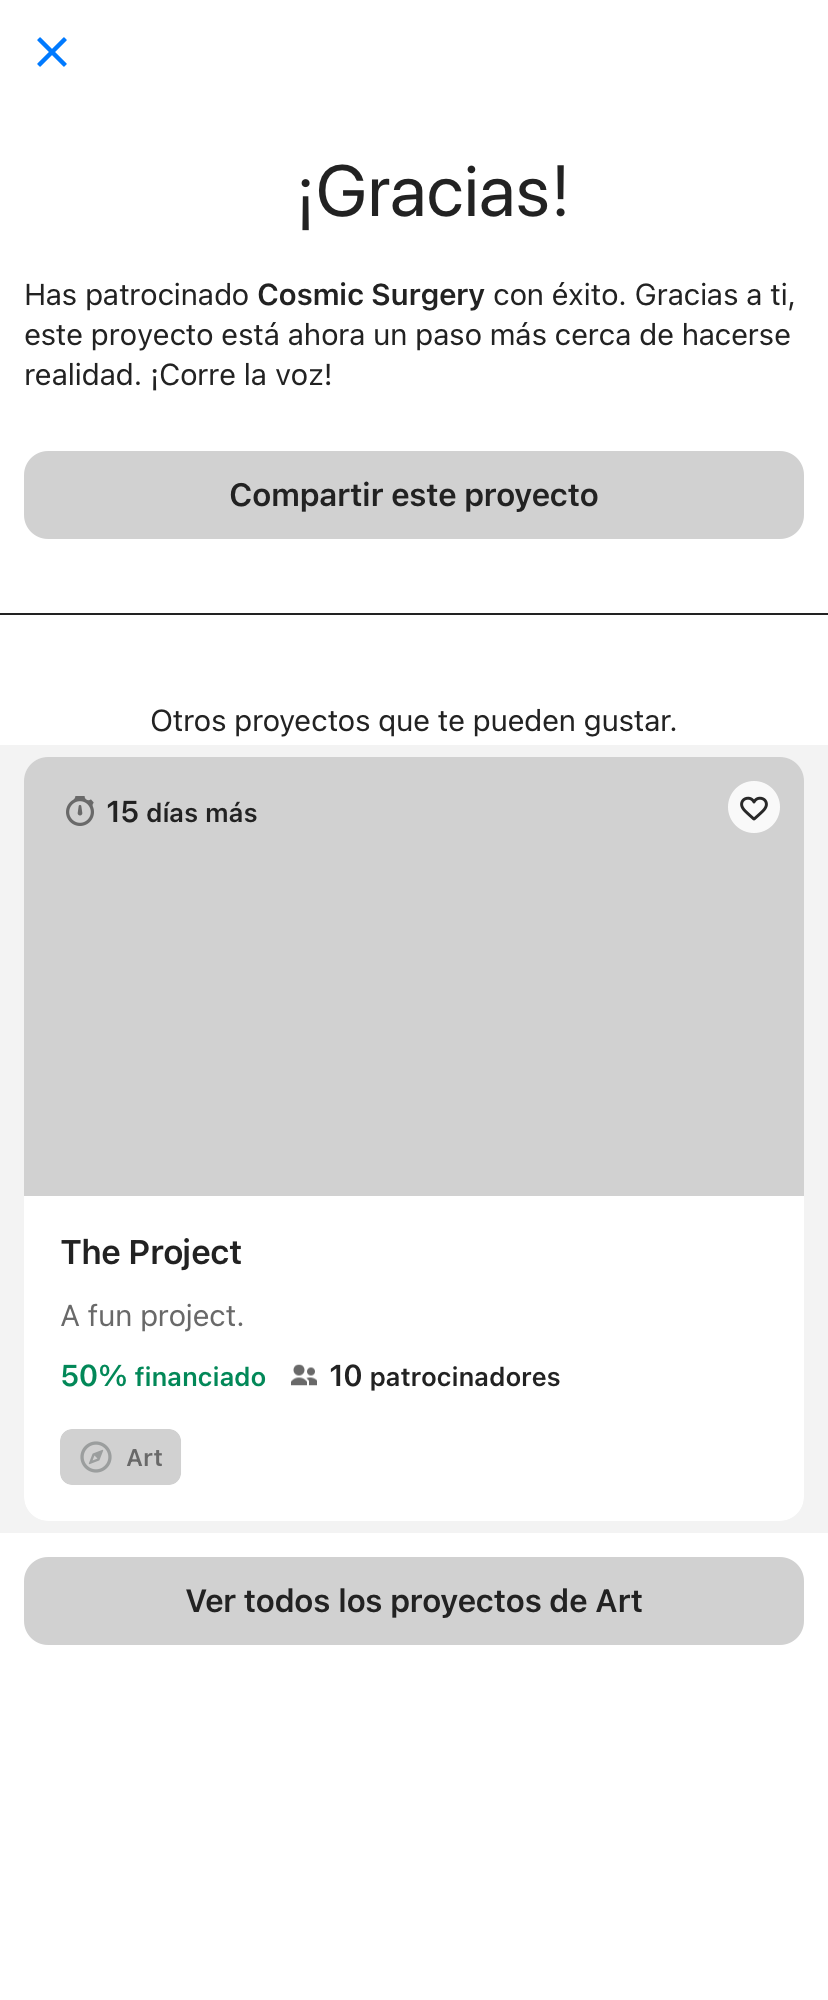 ¡Gracias!
Has patrocinado Cosmic Surgery con éxito. Gracias a ti,
este proyecto está ahora un paso más cerca de hacerse
realidad. ¡Corre la voz!
Compartir este proyecto
Otros proyectos que te pueden gustar.
15 días más
The Project
A fun project.
50% financiado 10 patrocinadores
Art
Ver todos los proyectos de Art